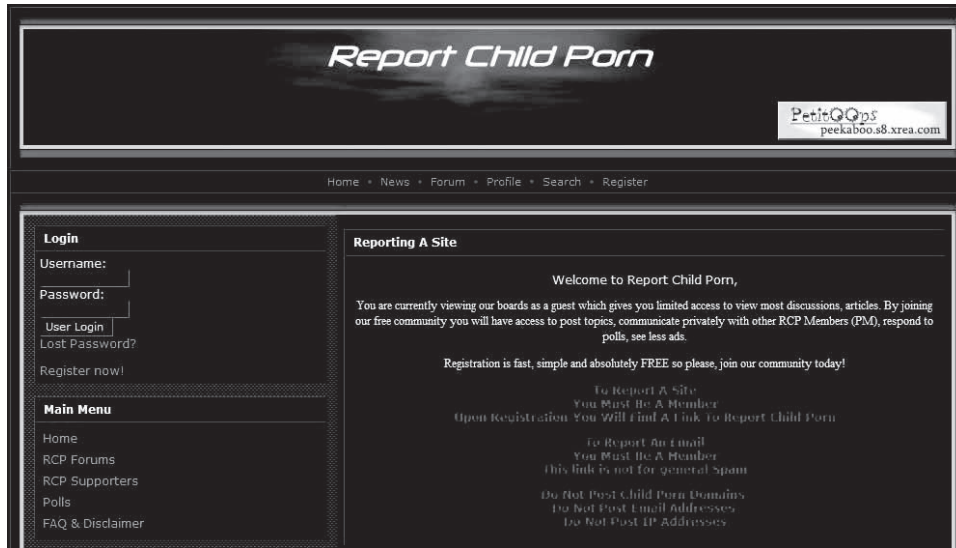 Report Child Porn
PetitOOps
peekaboo.s8.xrea.com
Home • News • Forum • Profile • Search • Register
Login
Username:
Password:
User Login
Lost Password?
Register now!
Main Menu
Home
RCP Forums
RCP Supporters
Polls
FAQ & Disclaimer
Reporting A Site
Welcome to Report Child Porn,
You are currently viewing our boards as a guest which gives you limited access to view most discussions, articles. By joining
our free community you will have access to post topics, communicate privately with other RCP Members (PM), respond to
polls, see less ads.
Registration is fast, simple and absolutely FREE so please, join our community today!
To Report A Site
You Must Be A Member
Upon Registration You Will Find A Link To Report Child Porn
To Report An Email
You Must Be A Member
This link is not for general Spam
Do Not Post Child Porn Domains
Do Not Post Email Addresses
Do Not Post IP Addresses